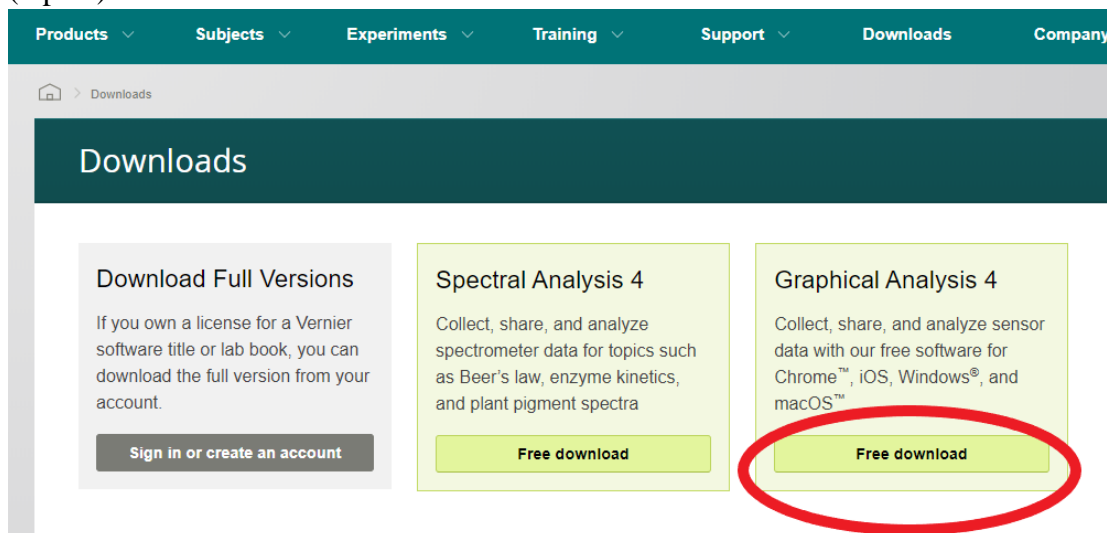 Products Subjects Experiments Training Support Downloads Company
Downloads
Downloads
Download Full Versions
If you own a license for a Vernier
software title or lab book, you can
download the full version from your
account.
Sign in or create an account
Spectral Analysis 4
Collect, share, and analyze
spectrometer data for topics such
as Beer's law, enzyme kinetics,
and plant pigment spectra
Free download
Graphical Analysis 4
Collect, share, and analyze sensor
data with our free software for
Chrome™, iOS, Windows®, and
macOS™
Free download